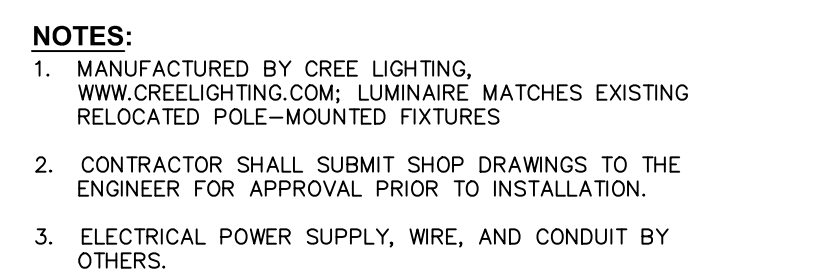 NOTES:
1. MANUFACTURED BY CREE LIGHTING,
WWW.CREELIGHTING.COM; LUMINAIRE MATCHES EXISTING
RELOCATED POLE–MOUNTED FIXTURES
2. CONTRACTOR SHALL SUBMIT SHOP DRAWINGS TO THE
ENGINEER FOR APPROVAL PRIOR TO INSTALLATION.
3. ELECTRICAL POWER SUPPLY, WIRE, AND CONDUIT BY
OTHERS.